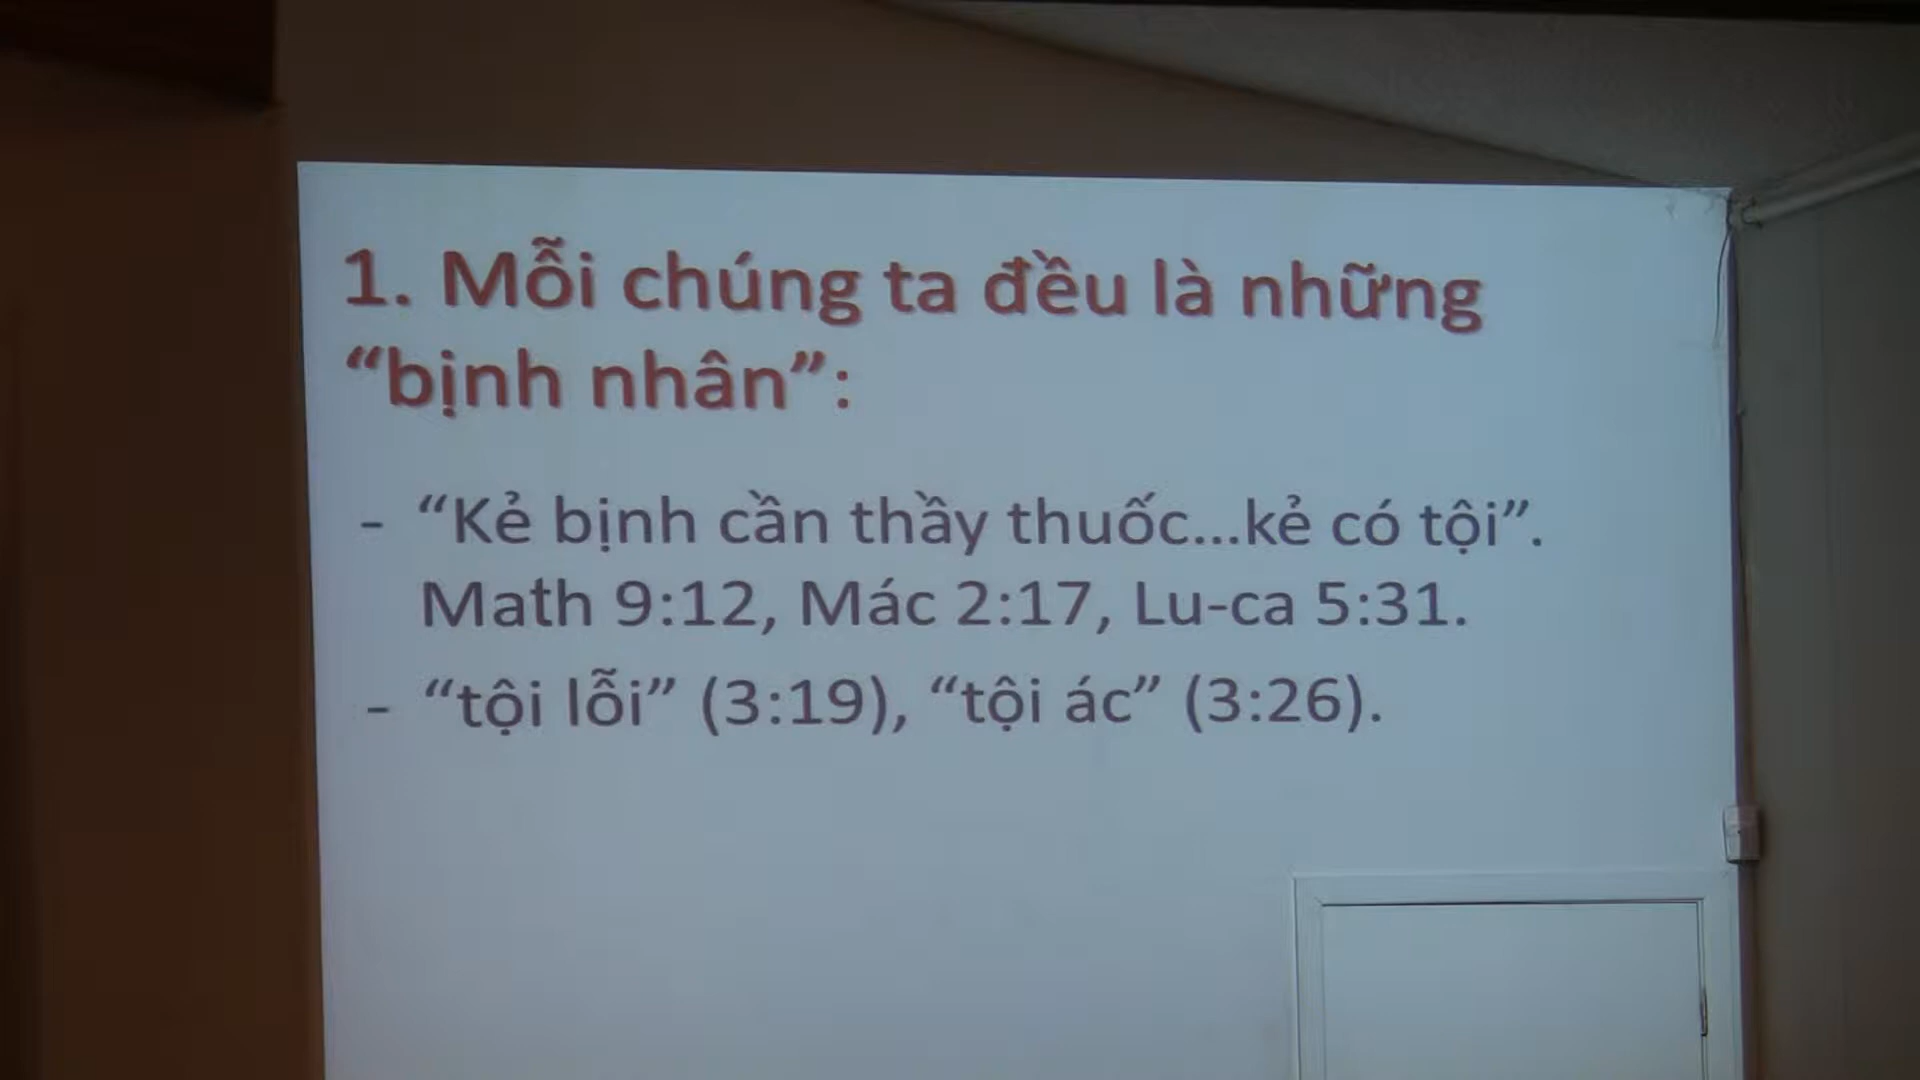 1. Mỗi chúng ta đều là những
“bịnh nhân”:
- “Kẻ bịnh cần thầy thuốc...kẻ có tội”.
Math 9:12, Mác 2:17, Lu-ca 5:31.
- “tội lỗi” (3:19), “tội ác” (3:26).